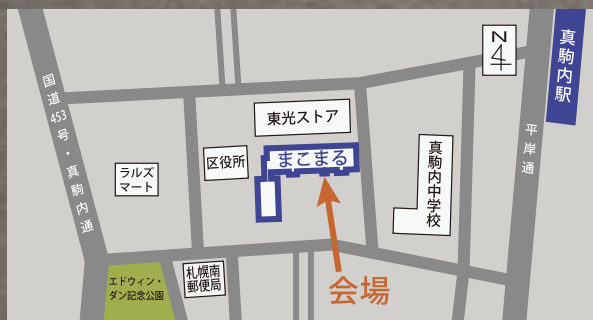 真駒内駅
N
平岸通
国道453号・真駒内通
東光ストア
区役所
まこまる
ラルズ
マート
真駒内中学校
エドウィン・
ダン記念公園
札幌南
郵便局
会場